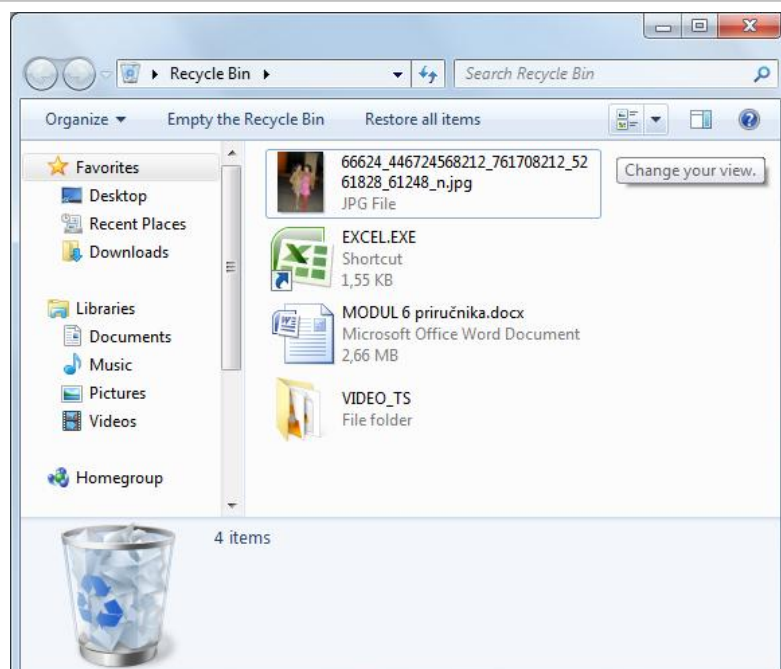 Recycle Bin
Search Recycle Bin
Organize
Empty the Recycle Bin
Restore all items
Change your view.
Favorites
Desktop
Recent Places
Downloads
Libraries
Documents
Music
Pictures
Videos
Homegroup
66624_446724568212_761708212_52
61828_61248_n.jpg
JPG File
EXCEL.EXE
Shortcut
1,55 KB
MODUL 6 priručnika.docx
Microsoft Office Word Document
2,66 MB
VIDEO_TS
File folder
4 items